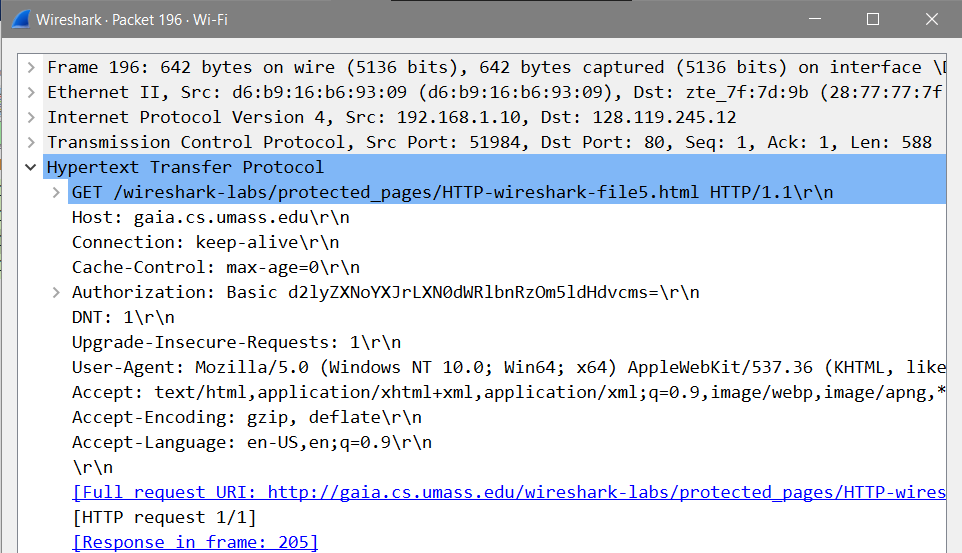 Wireshark · Packet 196 · Wi-Fi
Frame 196: 642 bytes on wire (5136 bits), 642 bytes captured (5136 bits) on interface \D
Ethernet II, Src: d6:b9:16:b6:93:09 (d6:b9:16:b6:93:09), Dst: zte_7f:7d:9b (28:77:77:7f
Internet Protocol Version 4, Src: 192.168.1.10, Dst: 128.119.245.12
Transmission Control Protocol, Src Port: 51984, Dst Port: 80, Seq: 1, Ack: 1, Len: 588
Hypertext Transfer Protocol
GET /wireshark-labs/protected_pages/HTTP-wireshark-file5.html HTTP/1.1\r\n
Host: gaia.cs.umass.edu\r\n
Connection: keep-alive\r\n
Cache-Control: max-age=0\r\n
Authorization: Basic d2lyZXNoYXJrLXN0dWRlbnRzOm5ldHdvcms=\r\n
DNT: 1\r\n
Upgrade-Insecure-Requests: 1\r\n
User-Agent: Mozilla/5.0 (Windows NT 10.0; Win64; x64) AppleWebKit/537.36 (KHTML, like
Accept: text/html,application/xhtml+xml,application/xml;q=0.9,image/webp,image/apng,*
Accept-Encoding: gzip, deflate\r\n
Accept-Language: en-US,en;q=0.9\r\n
\r\n
[Full request URI: http://gaia.cs.umass.edu/wireshark-labs/protected_pages/HTTP-wires
[HTTP request 1/1]
[Response in frame: 205]